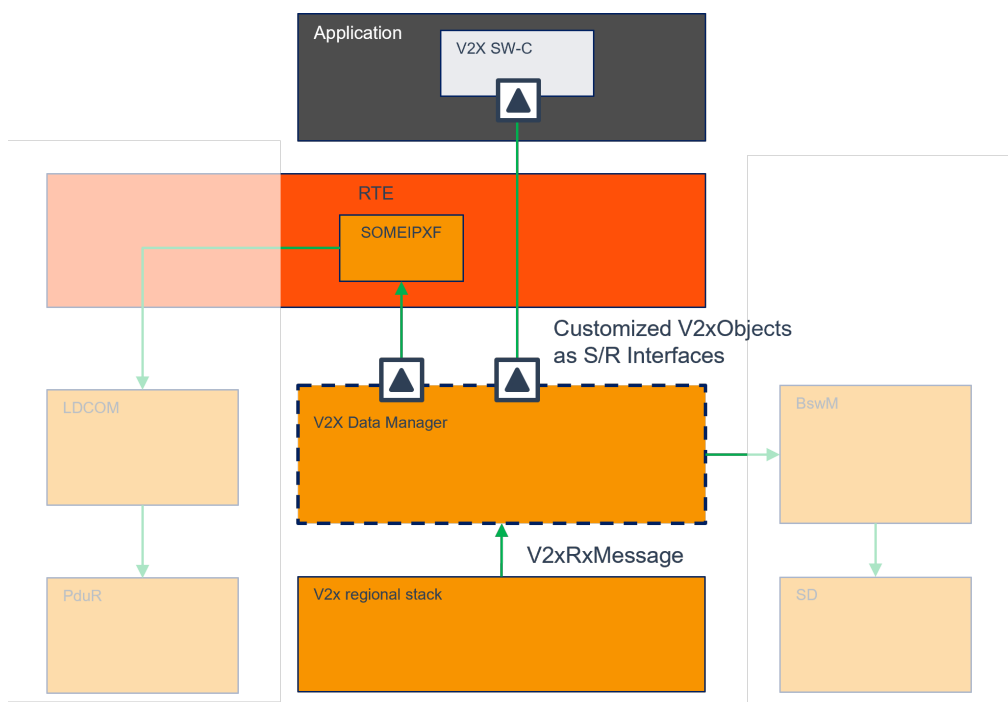 Application
V2X SW-C
RTE
SOMEIPXF
Customized V2xObjects
as S/R Interfaces
LDCOM
V2X Data Manager
BswM
V2xRxMessage
PduR
V2x regional stack
SD